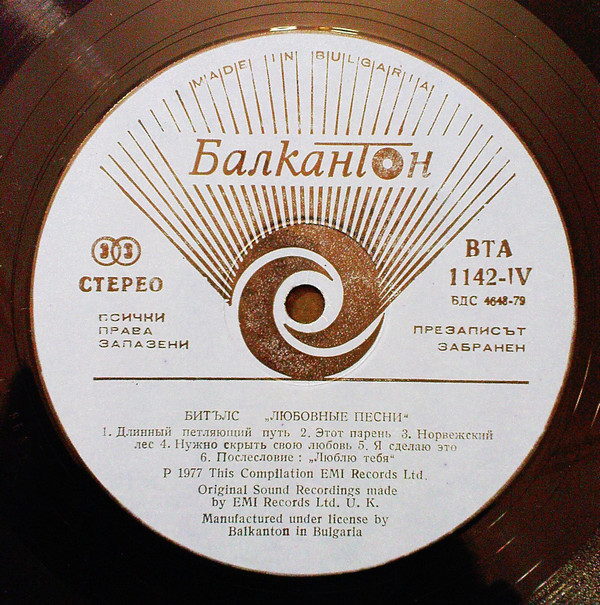 MADE IN BULGARIA
Балкантон
33
СТЕРЕО
ВСИЧКИ
ПРАВА
ЗАПАЗЕНИ
ВТА
1142-IV
БДС 4648-79
ПРЕЗАПИСЪТ
ЗАБРАНЕН
БИТЪЛС „ЛЮБОВНЫЕ ПЕСНИ“
1. Длинный петляющий путь 2. Этот парень 3. Норвежский
лес 4. Нужно скрыть свою любовь 5. Я сделаю это
6. Послесловие : „Люблю тебя“
P 1977 This Compilation EMI Records Ltd.
Original Sound Recordings made
by EMI Records Ltd. U. K.
Manufactured under license by
Balkanton in Bulgaria